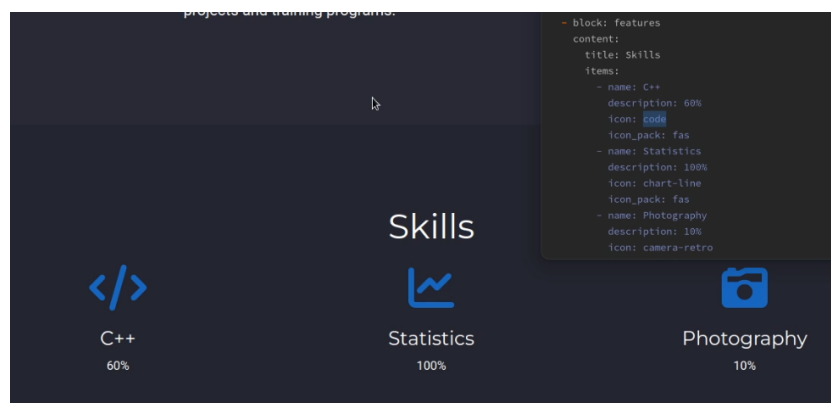 projects and training programs.
- block: features
content:
title: Skills
items:
- name: C++
description: 60%
icon: code
icon_pack: fas
- name: Statistics
description: 100%
icon: chart-line
icon_pack: fas
- name: Photography
description: 10%
icon: camera-retro
Skills
C++
60%
Statistics
100%
Photography
10%